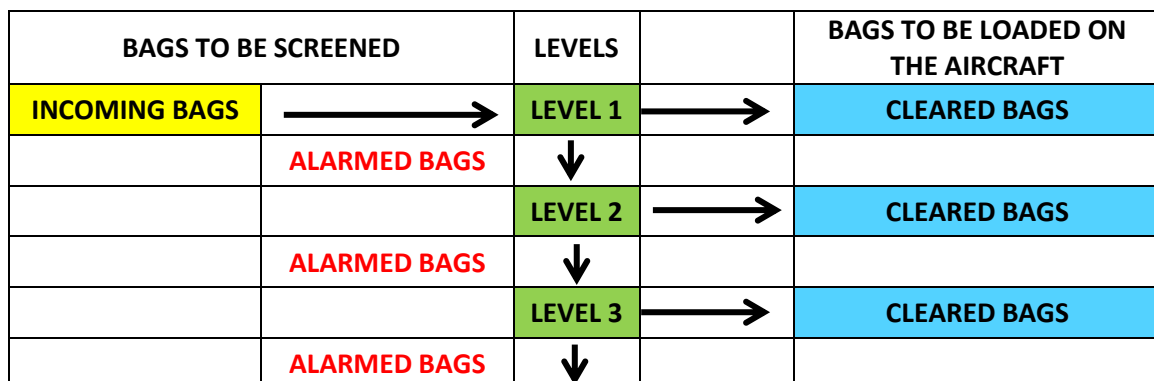 BAGS TO BE SCREENED
LEVELS
BAGS TO BE LOADED ON
THE AIRCRAFT
INCOMING BAGS
LEVEL 1
CLEARED BAGS
ALARMED BAGS
LEVEL 2
CLEARED BAGS
ALARMED BAGS
LEVEL 3
CLEARED BAGS
ALARMED BAGS